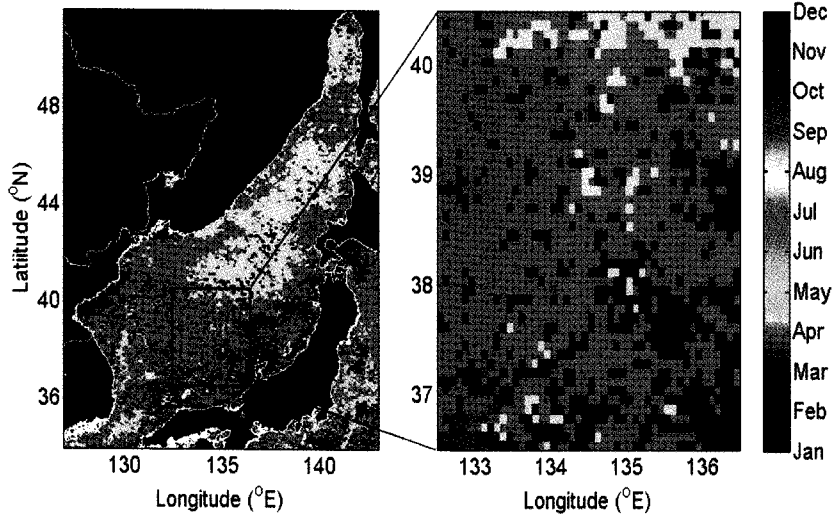 48
44
40
36
Latiitude (°N)
130 135 140
Longitude (°E)
40
39
38
37
133 134 135 136
Longitude (°E)
Dec
Nov
Oct
Sep
Aug
Jul
Jun
May
Apr
Mar
Feb
Jan